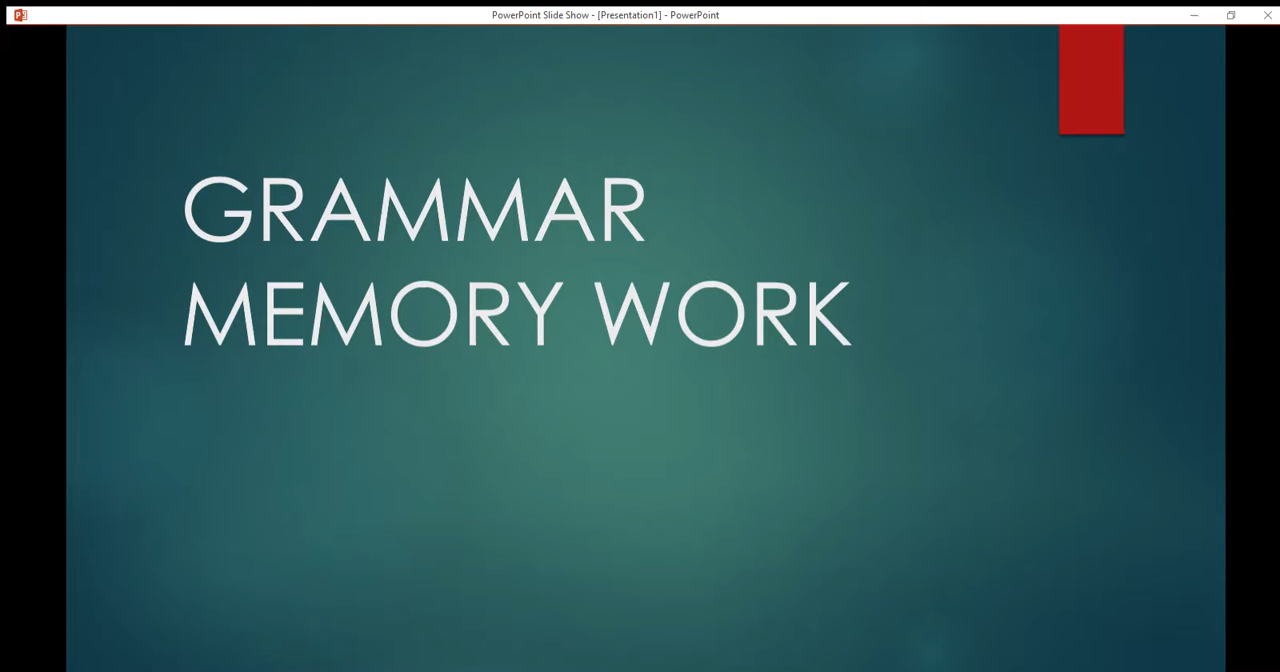 PowerPoint Slide Show - [Presentation1] - PowerPoint
GRAMMAR
MEMORY WORK